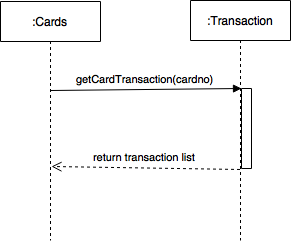 :Cards
:Transaction
getCardTransaction(cardno)
return transaction list